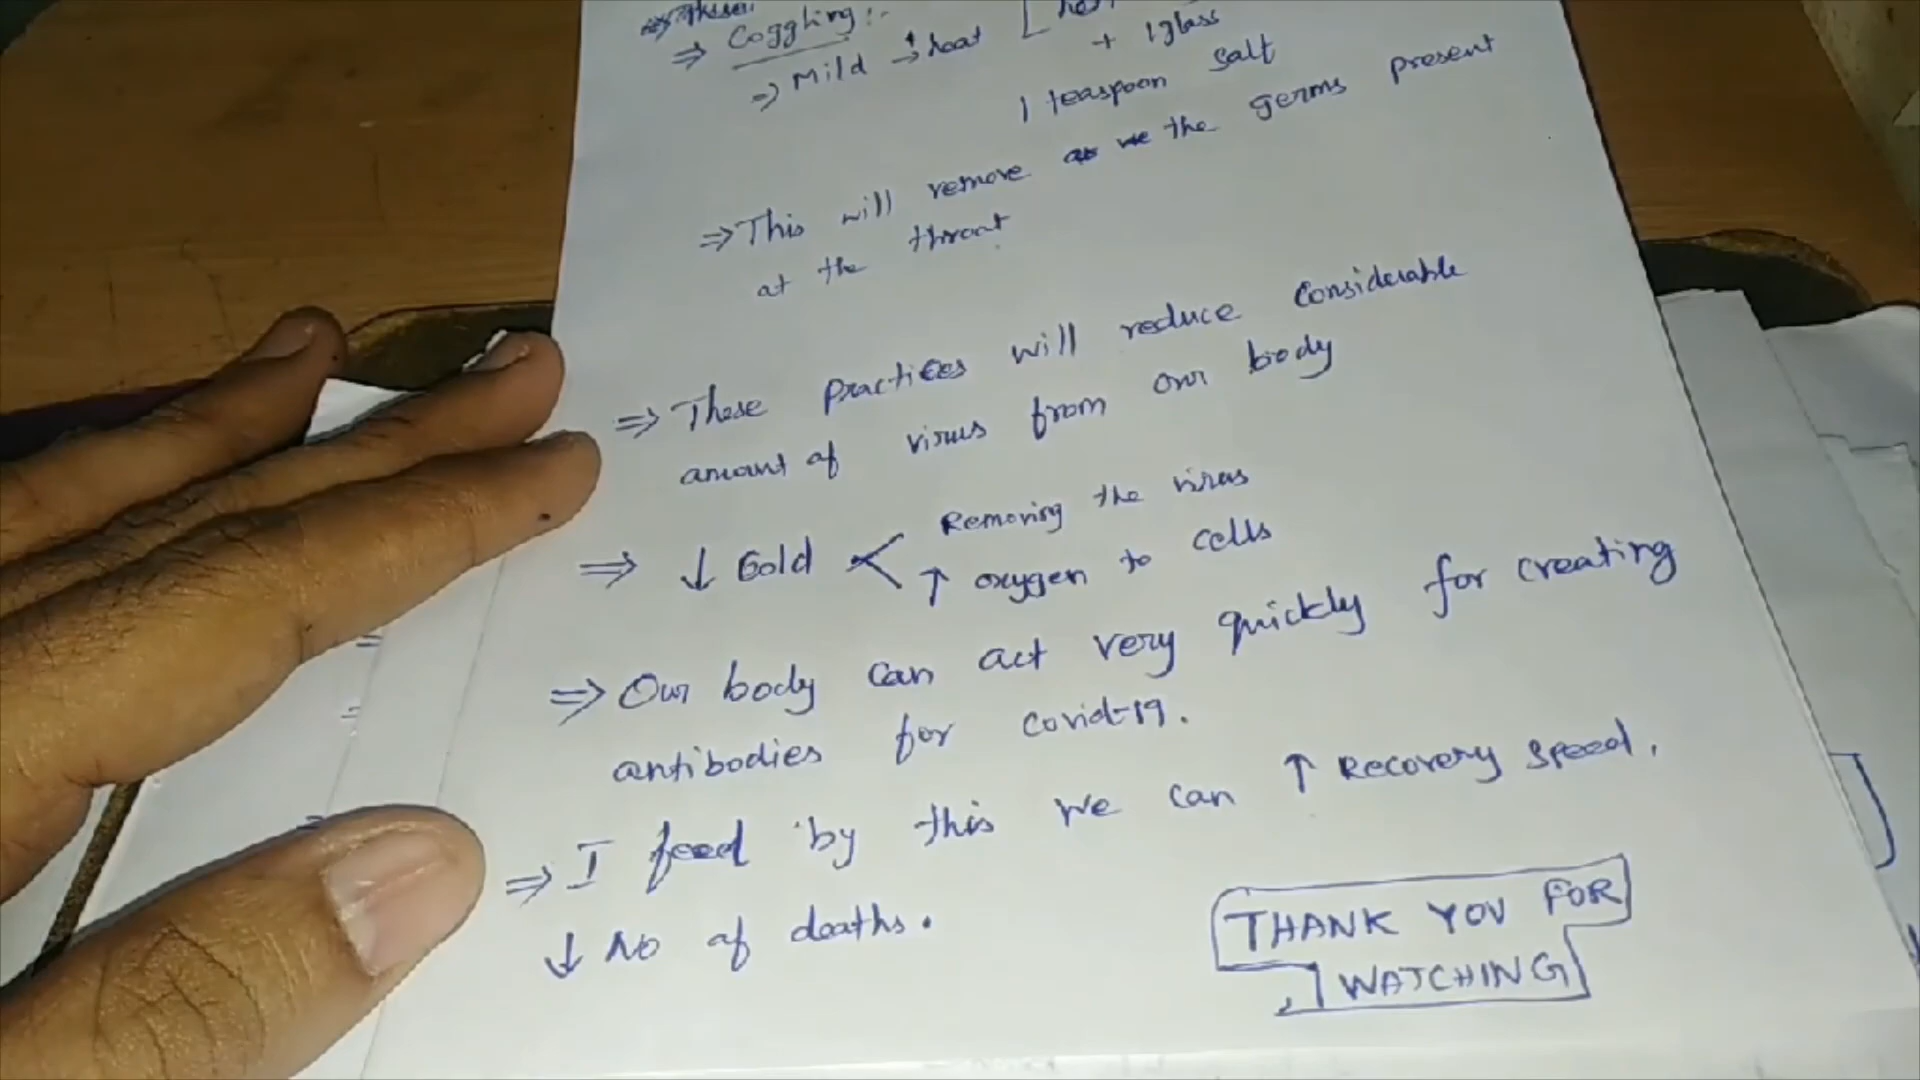 ⇒ Coggling :-
⇒ Mild → heat [
+ 1 glass
1 teaspoon salt
⇒ This will remove the germs present
at the throat
⇒ These practices will reduce considerable
amount of virus from our body
⇒ ↓ Cold < Removing the virus
↑ oxygen to cells
⇒ Our body can act very quickly for creating
antibodies for covid-19.
⇒ I feel by this we can ↑ Recovery speed.
↓ No of deaths.
THANK YOU FOR
WATCHING